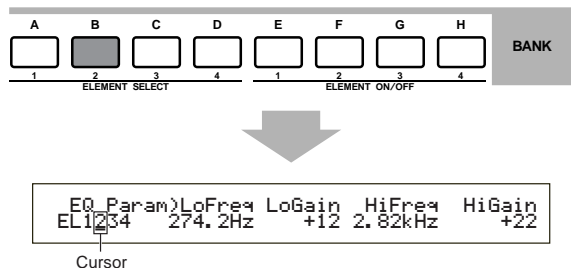 A B C D E F G H
BANK
1 2 3 4 1 2 3 4
ELEMENT SELECT ELEMENT ON/OFF
EQ Param)LoFreq LoGain HiFreq HiGain
EL1234 274.2Hz +12 2.82kHz +22
Cursor